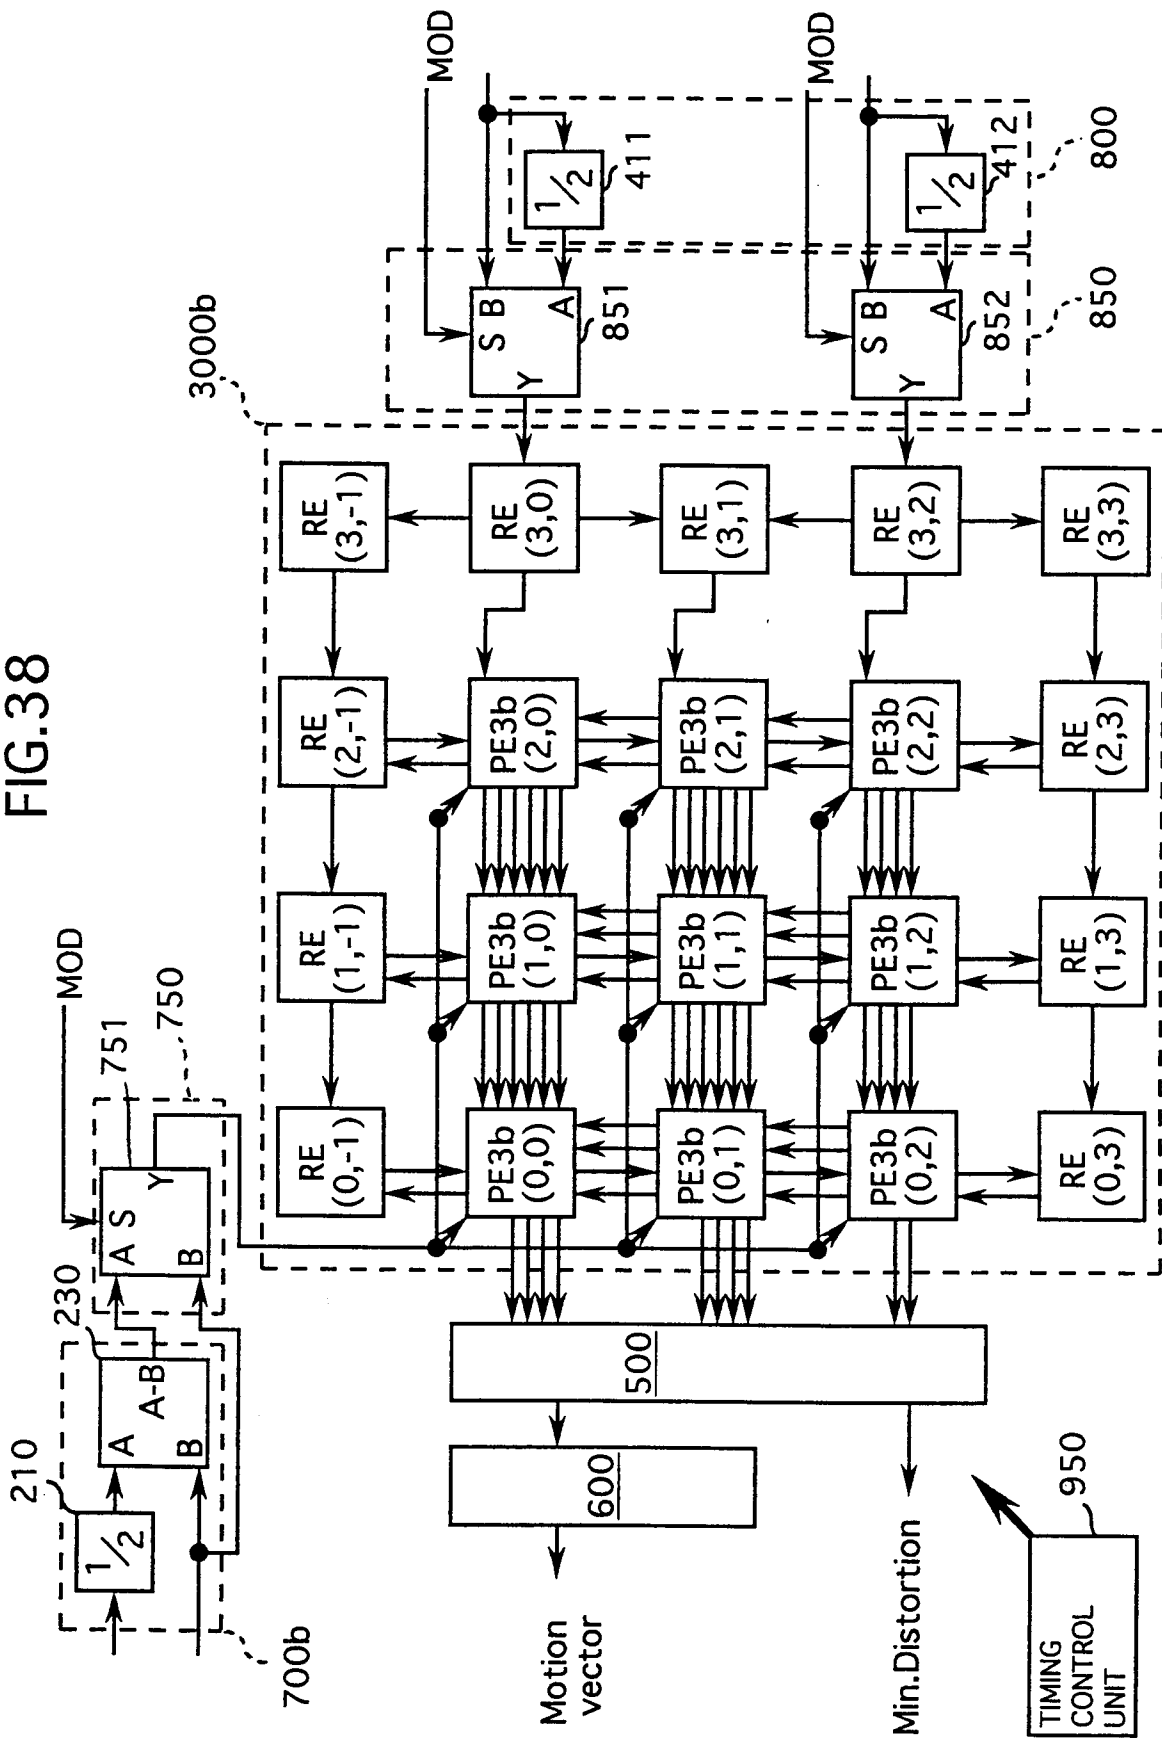 FIG.38
210
1/2
A
B
A-B
230
700b
MOD
A S
B
Y
751
750
3000b
RE
(0,-1)
RE
(1,-1)
RE
(2,-1)
RE
(3,-1)
PE3b
(0,0)
PE3b
(1,0)
PE3b
(2,0)
RE
(3,0)
PE3b
(0,1)
PE3b
(1,1)
PE3b
(2,1)
RE
(3,1)
PE3b
(0,2)
PE3b
(1,2)
PE3b
(2,2)
RE
(3,2)
RE
(0,3)
RE
(1,3)
RE
(2,3)
RE
(3,3)
MOD
S B
Y
A
851
1/2
411
MOD
S B
Y
A
852
1/2
412
850
800
500
600
Motion
vector
Min.Distortion
TIMING
CONTROL
UNIT
950